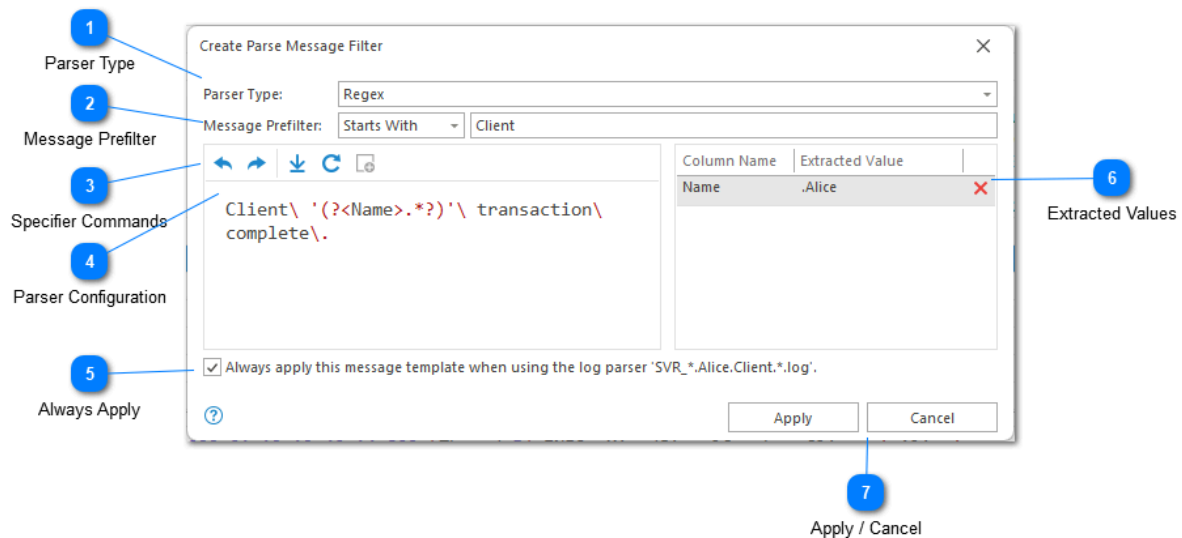 1
Parser Type
2
Message Prefilter
3
Specifier Commands
4
Parser Configuration
5
Always Apply
Create Parse Message Filter
Parser Type: Regex
Message Prefilter: Starts With Client
Client\ '(?<Name>.*?)'\ transaction\
complete\.
Column Name Extracted Value
Name .Alice
Always apply this message template when using the log parser 'SVR_*.Alice.Client.*.log'.
Apply Cancel
6
Extracted Values
7
Apply / Cancel